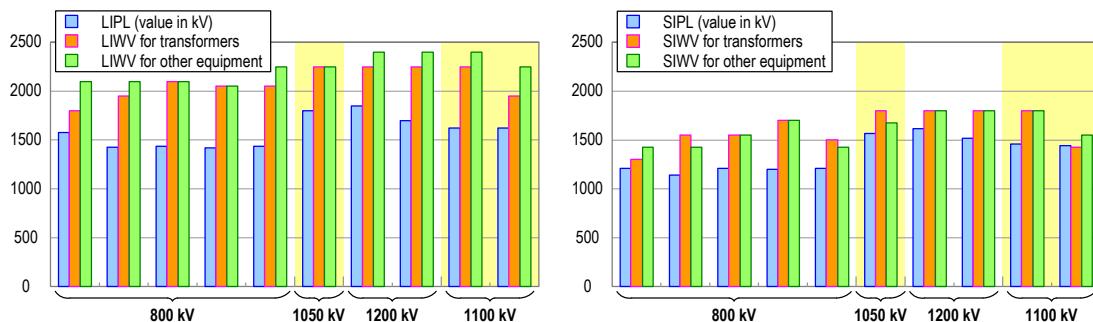 LIPL (value in kV)
LIWV for transformers
LIWV for other equipment
2500
2000
1500
1000
500
0
800 kV
1050 kV
1200 kV
1100 kV
SIPL (value in kV)
SIWV for transformers
SIWV for other equipment
2500
2000
1500
1000
500
0
800 kV
1050 kV
1200 kV
1100 kV